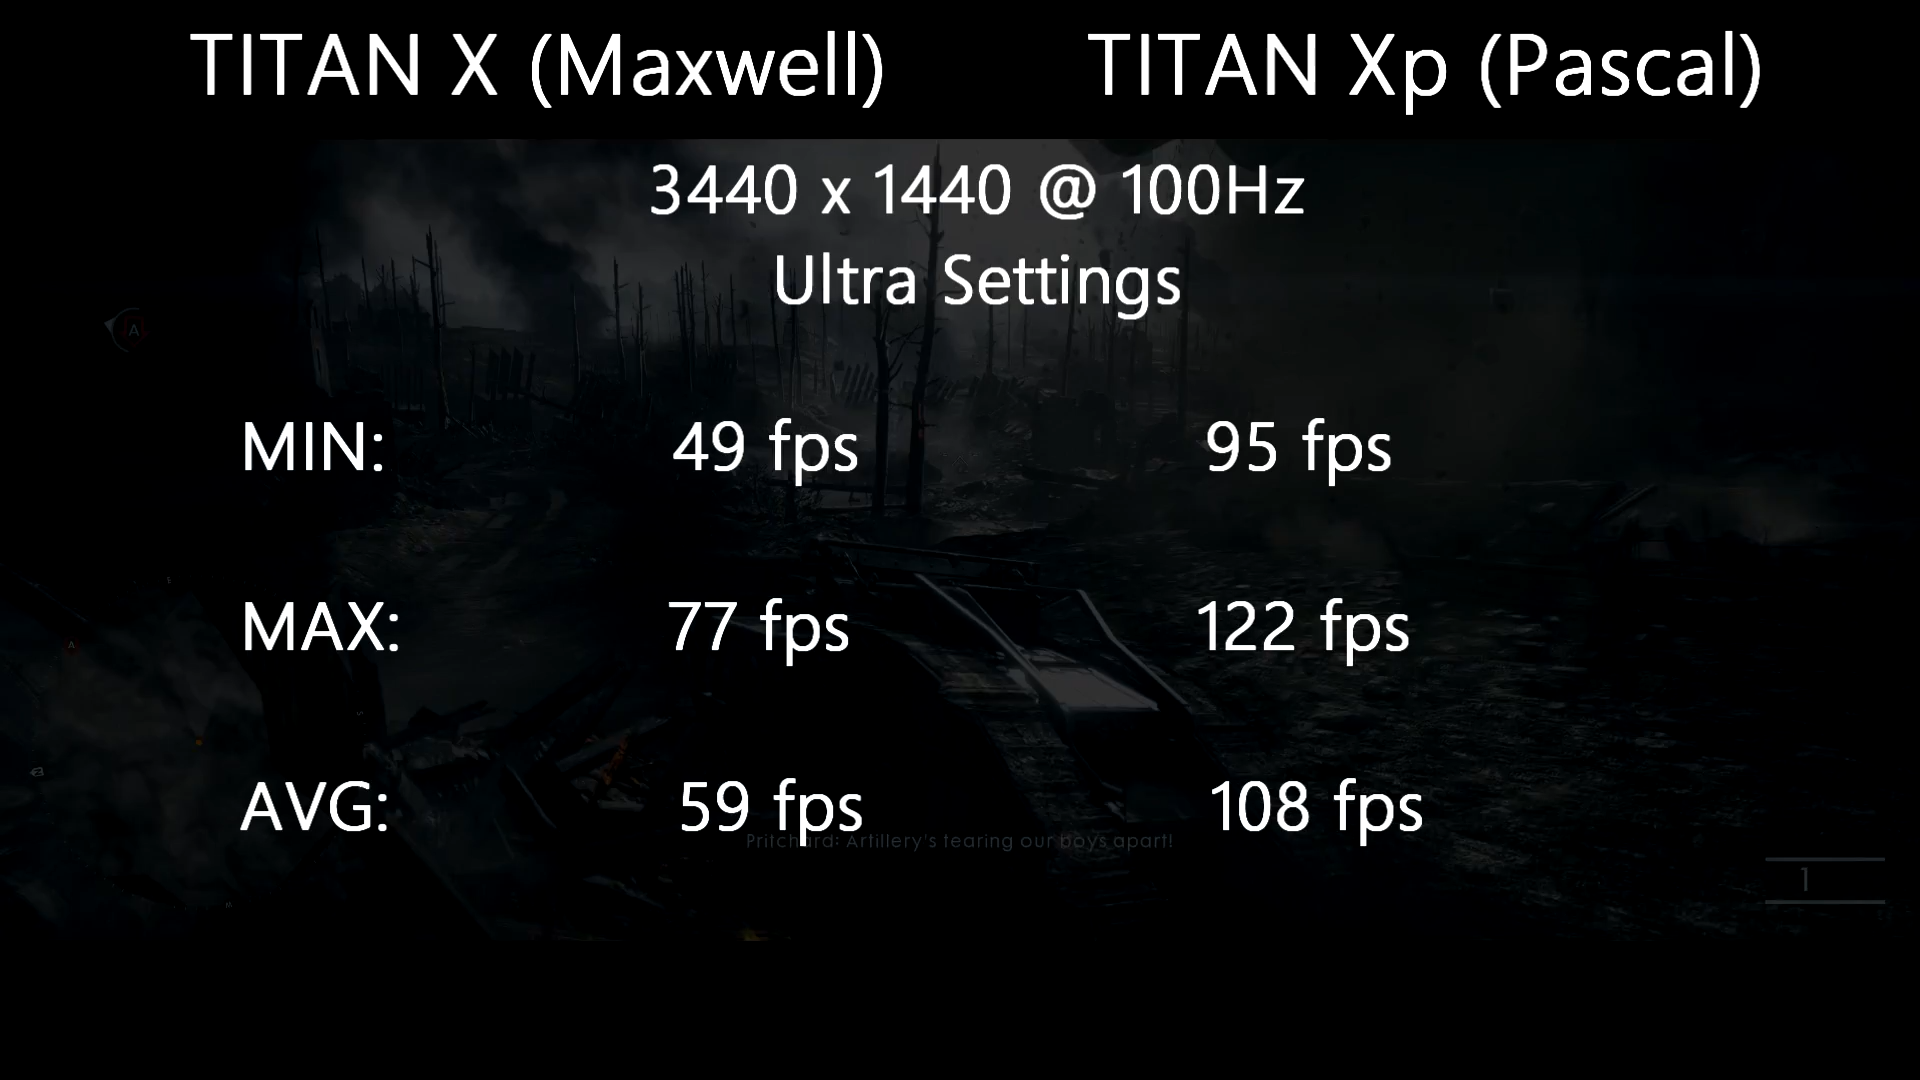 TITAN X (Maxwell) TITAN Xp (Pascal)
3440 x 1440 @ 100Hz
Ultra Settings
A
MIN: 49 fps 95 fps
MAX: 77 fps 122 fps
A
AVG: 59 fps 108 fps
Pritchard: Artillery's tearing our boys apart!
1